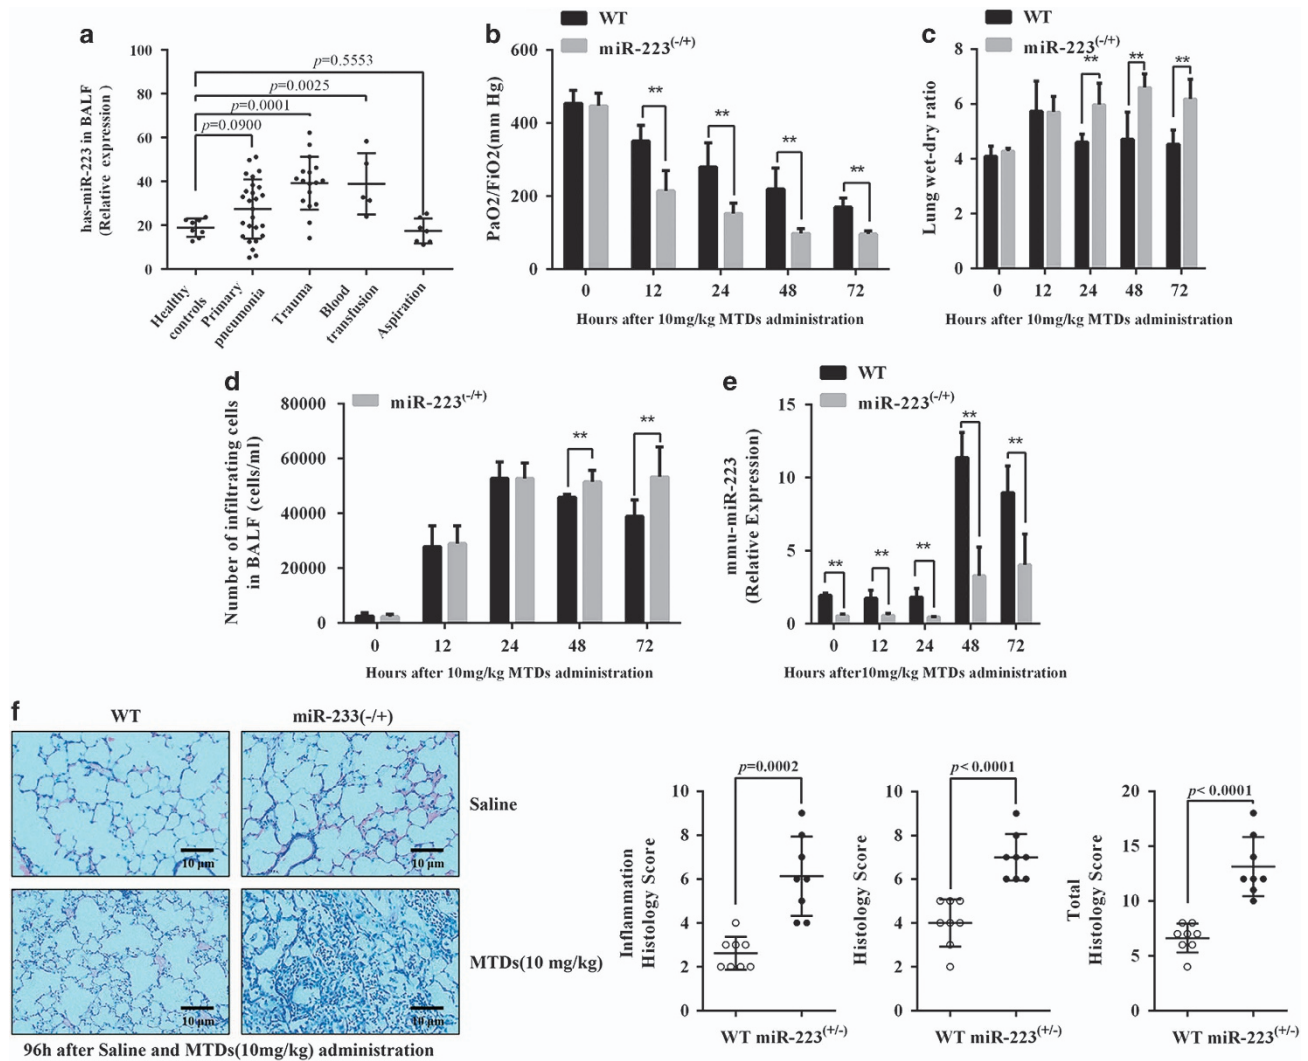 a
has-miR-223 in BALF
(Relative expression)
100
80
60
40
20
0
p=0.5553
p=0.0025
p=0.0001
p=0.0900
Healthy
controls
Primary
pneumonia
Trauma
Blood
transfusion
Aspiration
b
WT
miR-223(-/+)
PaO2/FiO2(mm Hg)
600
400
200
0
**
**
**
**
0 12 24 48 72
Hours after 10mg/kg MTDs administration
c
WT
miR-223(-/+)
Lung wet-dry ratio
8
6
4
2
0
** ** **
0 12 24 48 72
Hours after 10mg/kg MTDs administration
d
miR-223(-/+)
Number of infiltrating cells
in BALF (cells/ml)
80000
60000
40000
20000
0
** **
0 12 24 48 72
Hours after 10mg/kg MTDs administration
e
WT
miR-223(-/+)
mmu-miR-223
(Relative Expression)
15
10
5
0
** ** ** ** **
0 12 24 48 72
Hours after10mg/kg MTDs administration
f
WT miR-233(-/+)
10 µm 10 µm
Saline
10 µm 10 µm
MTDs(10 mg/kg)
96h after Saline and MTDs(10mg/kg) administration
Inflammation
Histology Score
10
8
6
4
2
0
p=0.0002
WT miR-223(+/-)
Histology Score
10
8
6
4
2
0
p< 0.0001
WT miR-223(+/-)
Total
Histology Score
20
15
10
5
0
p< 0.0001
WT miR-223(+/-)